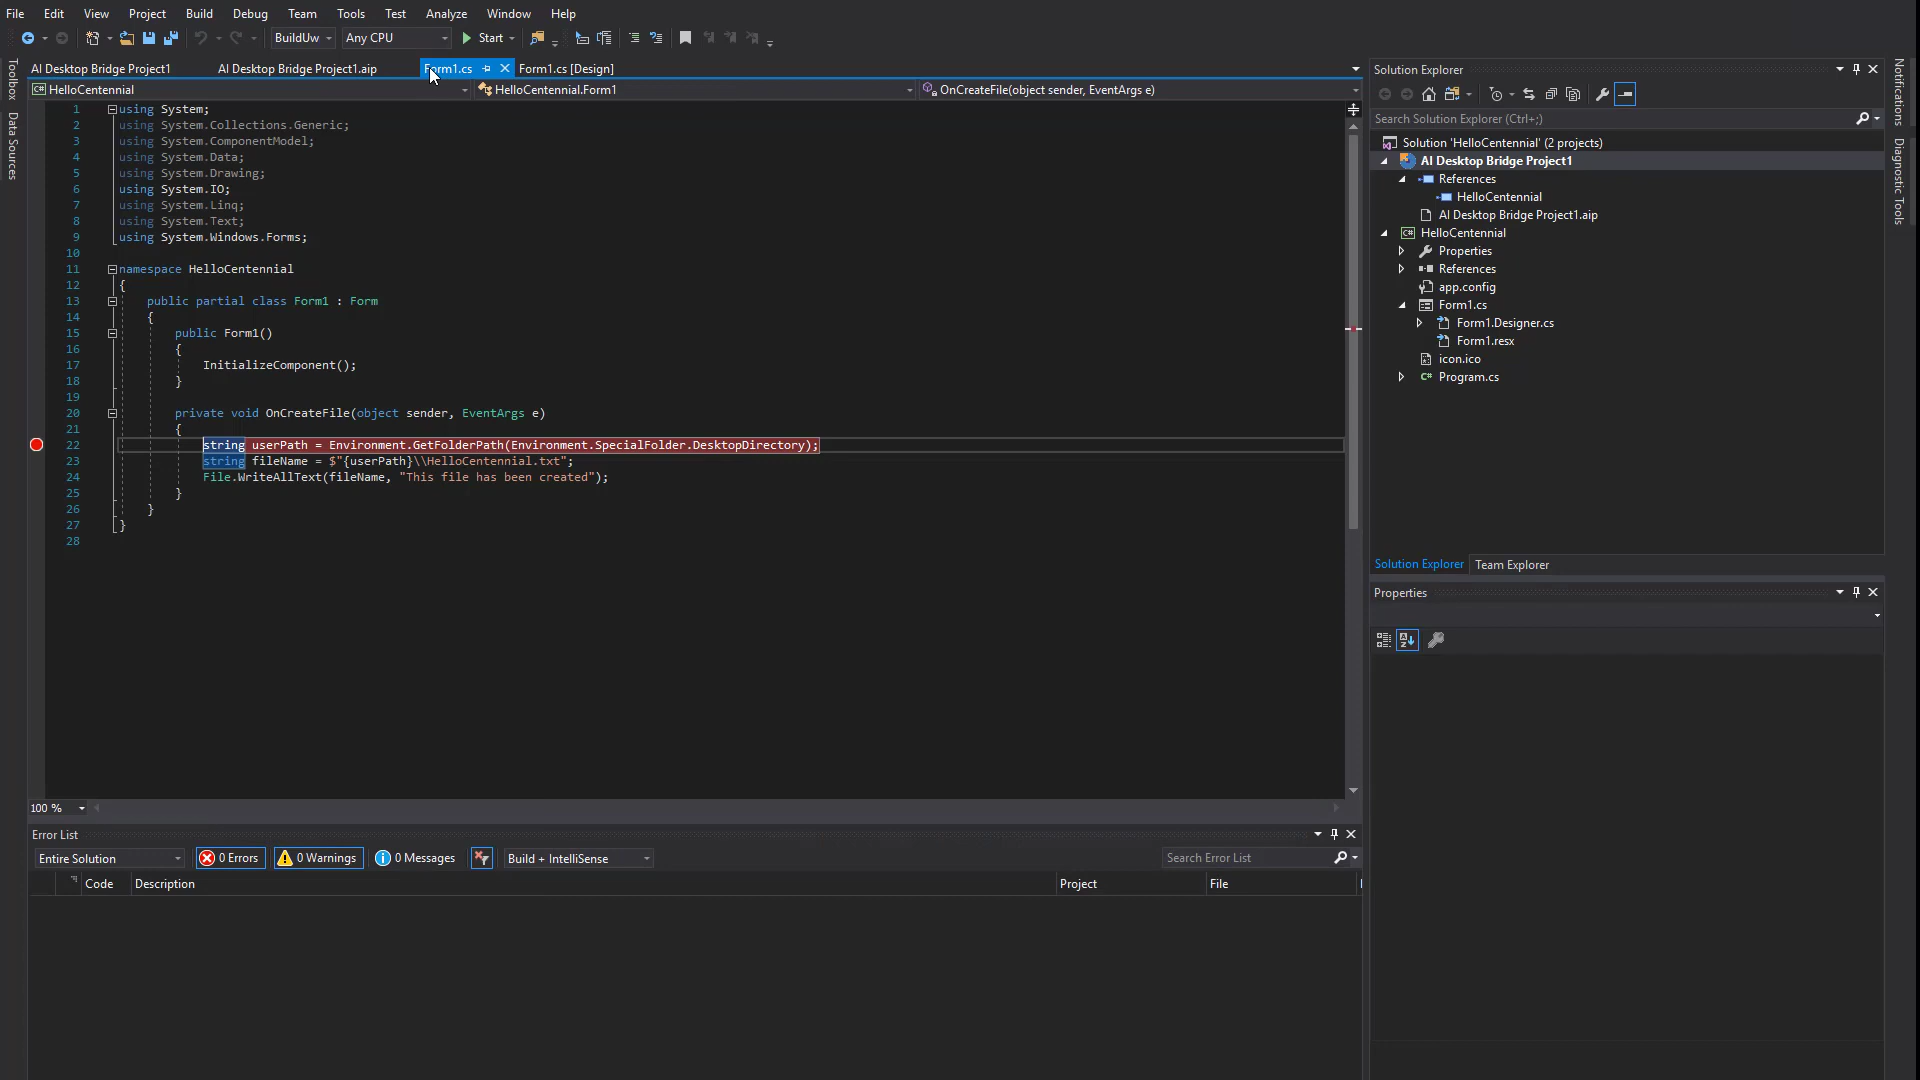 File Edit View Project Build Debug Team Tools Test Analyze Window Help
BuildUw Any CPU Start
Toolbox
Data Sources
AI Desktop Bridge Project1 AI Desktop Bridge Project1.aip Form1.cs Form1.cs [Design]
HelloCentennial HelloCentennial.Form1 OnCreateFile(object sender, EventArgs e)
1 using System;
2 using System.Collections.Generic;
3 using System.ComponentModel;
4 using System.Data;
5 using System.Drawing;
6 using System.IO;
7 using System.Linq;
8 using System.Text;
9 using System.Windows.Forms;
10
11 namespace HelloCentennial
12 {
13 public partial class Form1 : Form
14 {
15 public Form1()
16 {
17 InitializeComponent();
18 }
19
20 private void OnCreateFile(object sender, EventArgs e)
21 {
22 string userPath = Environment.GetFolderPath(Environment.SpecialFolder.DesktopDirectory);
23 string fileName = $"{userPath}\\HelloCentennial.txt";
24 File.WriteAllText(fileName, "This file has been created");
25 }
26 }
27 }
28
100 %
Error List
Entire Solution 0 Errors 0 Warnings 0 Messages Build + IntelliSense Search Error List
Code Description Project File
Solution Explorer
Search Solution Explorer (Ctrl+;)
Solution 'HelloCentennial' (2 projects)
AI Desktop Bridge Project1
References
HelloCentennial
AI Desktop Bridge Project1.aip
HelloCentennial
Properties
References
app.config
Form1.cs
Form1.Designer.cs
Form1.resx
icon.ico
Program.cs
Solution Explorer Team Explorer
Properties
Notifications
Diagnostic Tools